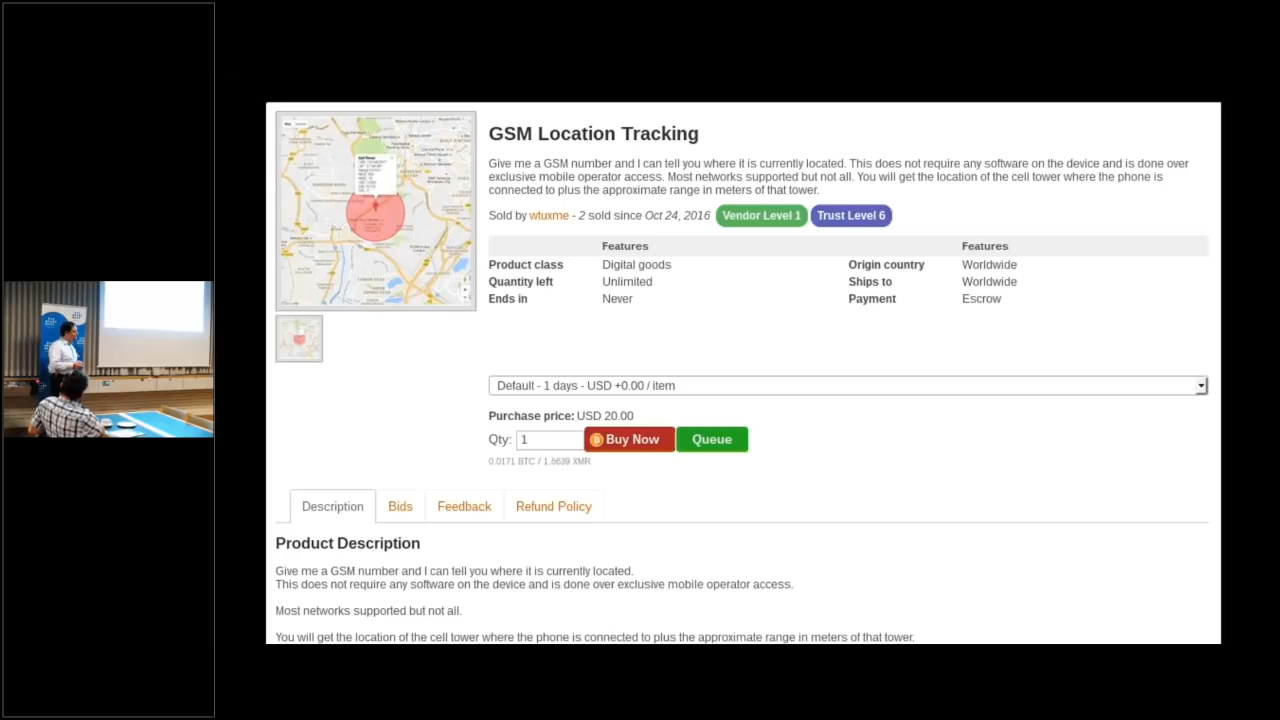 GSM Location Tracking
Give me a GSM number and I can tell you where it is currently located. This does not require any software on the device and is done over
exclusive mobile operator access. Most networks supported but not all. You will get the location of the cell tower where the phone is
connected to plus the approximate range in meters of that tower.
Sold by wtuxme - 2 sold since Oct 24, 2016 Vendor Level 1 Trust Level 6
Features Features
Product class Digital goods Origin country Worldwide
Quantity left Unlimited Ships to Worldwide
Ends in Never Payment Escrow
Default - 1 days - USD +0.00 / item
Purchase price: USD 20.00
Qty: 1 Buy Now Queue
0.0171 BTC / 1.6639 XMR
Description Bids Feedback Refund Policy
Product Description
Give me a GSM number and I can tell you where it is currently located.
This does not require any software on the device and is done over exclusive mobile operator access.
Most networks supported but not all.
You will get the location of the cell tower where the phone is connected to plus the approximate range in meters of that tower.